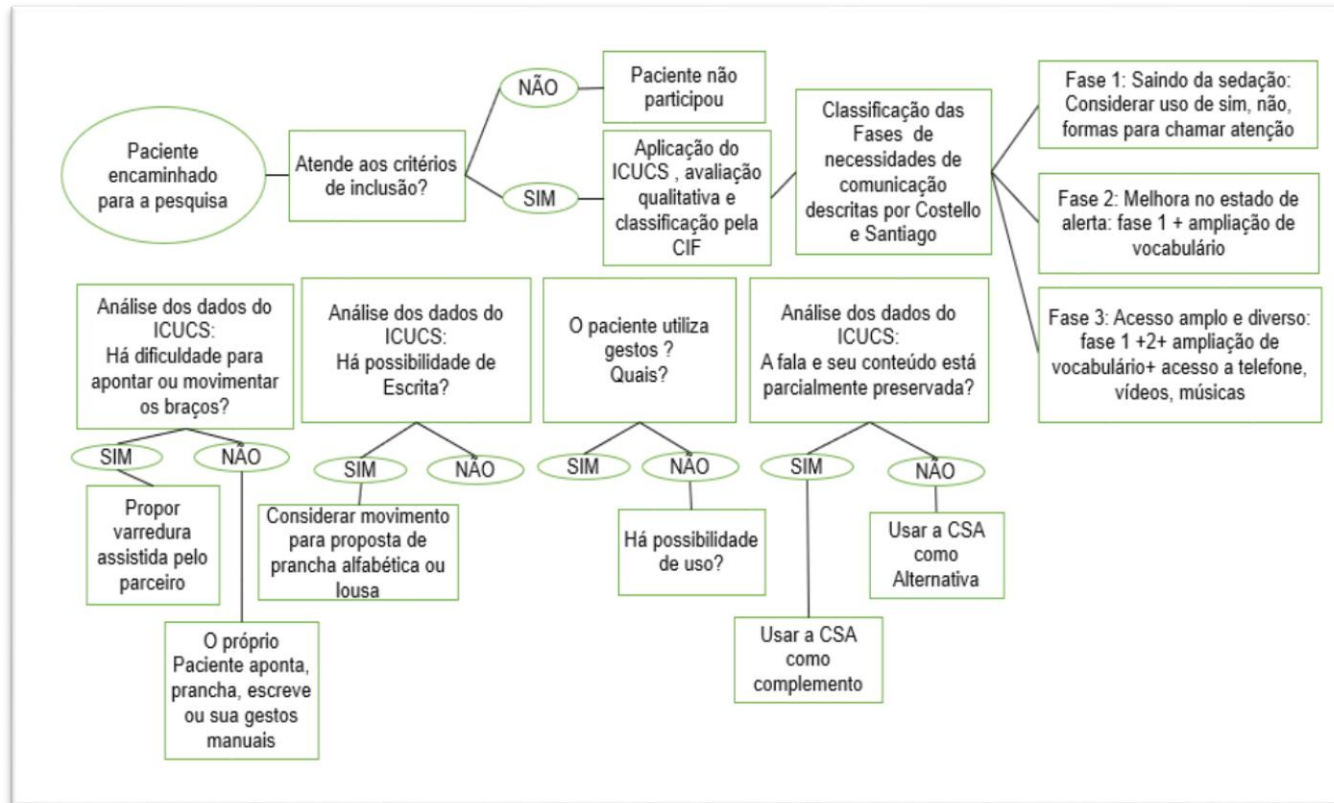 Paciente
encaminhado
para a pesquisa
Atende aos critérios
de inclusão?
NÃO
Paciente não
participou
SIM
Aplicação do
ICUCS , avaliação
qualitativa e
classificação pela
CIF
Classificação das
Fases de
necessidades de
comunicação
descritas por Costello
e Santiago
Fase 1: Saindo da sedação:
Considerar uso de sim, não,
formas para chamar atenção
Fase 2: Melhora no estado de
alerta: fase 1 + ampliação de
vocabulário
Fase 3: Acesso amplo e diverso:
fase 1 +2+ ampliação de
vocabulário+ acesso a telefone,
vídeos, músicas
Análise dos dados do
ICUCS:
Há dificuldade para
apontar ou movimentar
os braços?
SIM
NÃO
Propor
varredura
assistida pelo
parceiro
O próprio
Paciente aponta,
prancha, escreve
ou sua gestos
manuais
Análise dos dados do
ICUCS:
Há possibilidade de
Escrita?
SIM
NÃO
Considerar movimento
para proposta de
prancha alfabética ou
lousa
O paciente utiliza
gestos ?
Quais?
SIM
NÃO
Há possibilidade
de uso?
Análise dos dados do
ICUCS:
A fala e seu conteúdo está
parcialmente preservada?
SIM
NÃO
Usar a CSA
como
complemento
Usar a CSA
como
Alternativa